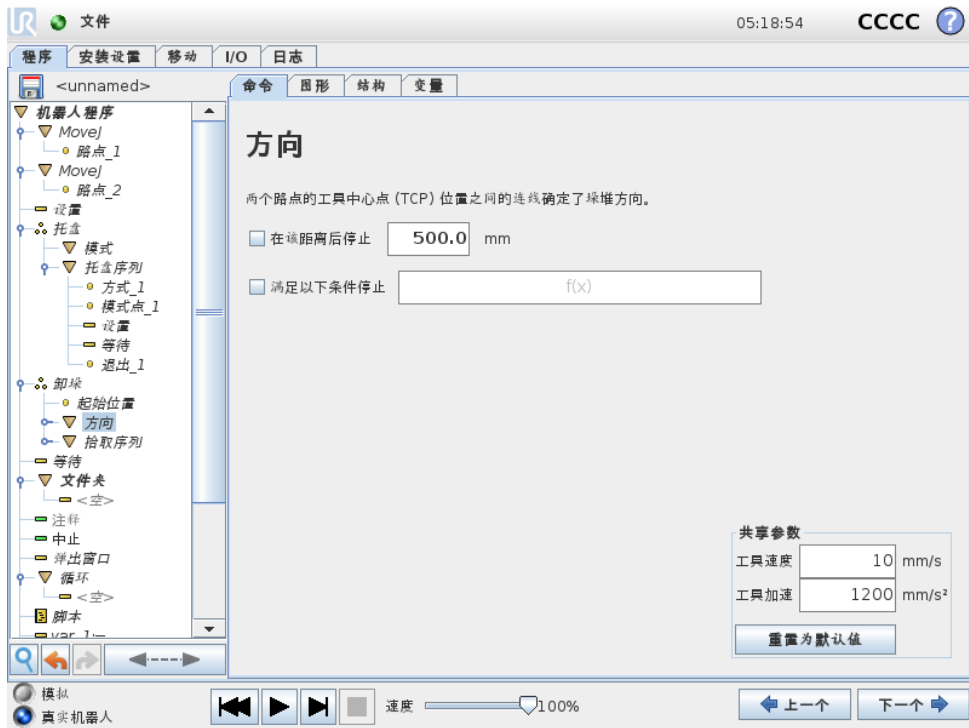 文件 05:18:54 CCCC ?
程序 安装设置 移动 I/O 日志
<unnamed>
命令 图形 结构 变量
机器人程序
MoveJ
路点_1
MoveJ
路点_2
设置
托盘
模式
托盘序列
方式_1
模式点_1
设置
等待
退出_1
卸垛
起始位置
方向
拾取序列
等待
文件夹
<空>
注释
中止
弹出窗口
循环
<空>
脚本
var_1:=
方向
两个路点的工具中心点 (TCP) 位置之间的连线确定了垛堆方向。
在该距离后停止 500.0 mm
满足以下条件停止 f(x)
共享参数
工具速度 10 mm/s
工具加速 1200 mm/s²
重置为默认值
模拟
真实机器人
速度 100%
上一个 下一个